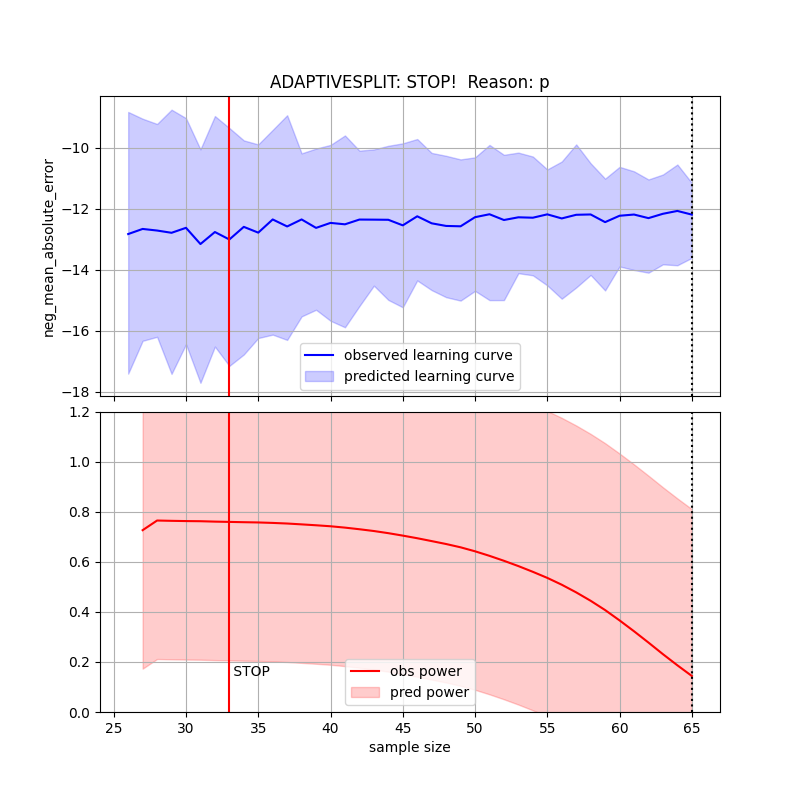 ADAPTIVESPLIT: STOP!  Reason: p
neg_mean_absolute_error
−10
−12
−14
−16
−18
observed learning curve
predicted learning curve
1.2
1.0
0.8
0.6
0.4
0.2
0.0
STOP
obs power
pred power
25 30 35 40 45 50 55 60 65
sample size